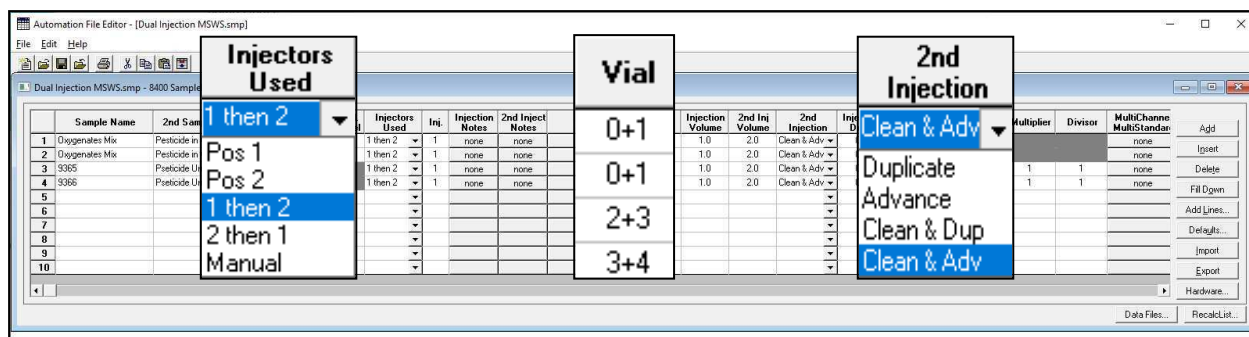 Automation File Editor - [Dual Injection MSWS.smp]
File Edit Help
Dual Injection MSWS.smp - 8400 Sample
Sample Name 2nd Sam Injectors Used Inj. Injection Notes 2nd Inject Notes Injection Volume 2nd Inj Volume 2nd Injection Multiplier Divisor MultiChanne MultiStandar
1 Oxygenates Mix Pesticide in 1 then 2 1 none none 1.0 2.0 Clean & Adv none
2 Oxygenates Mix Pesticide in 1 then 2 1 none none 1.0 2.0 Clean & Adv none
3 9365 Pseticide Ur 1 then 2 1 none none 1.0 2.0 Clean & Adv 1 1 none
4 9366 Pseticide Ur 1 then 2 1 none none 1.0 2.0 Clean & Adv 1 1 none
5
6
7
8
9
10
Injectors
Used
1 then 2
Pos 1
Pos 2
1 then 2
2 then 1
Manual
Vial
0+1
0+1
2+3
3+4
2nd
Injection
Clean & Adv
Duplicate
Advance
Clean & Dup
Clean & Adv
Add
Insert
Delete
Fill Down
Add Lines...
Defaults...
Import
Export
Hardware...
Data Files... RecalcList...